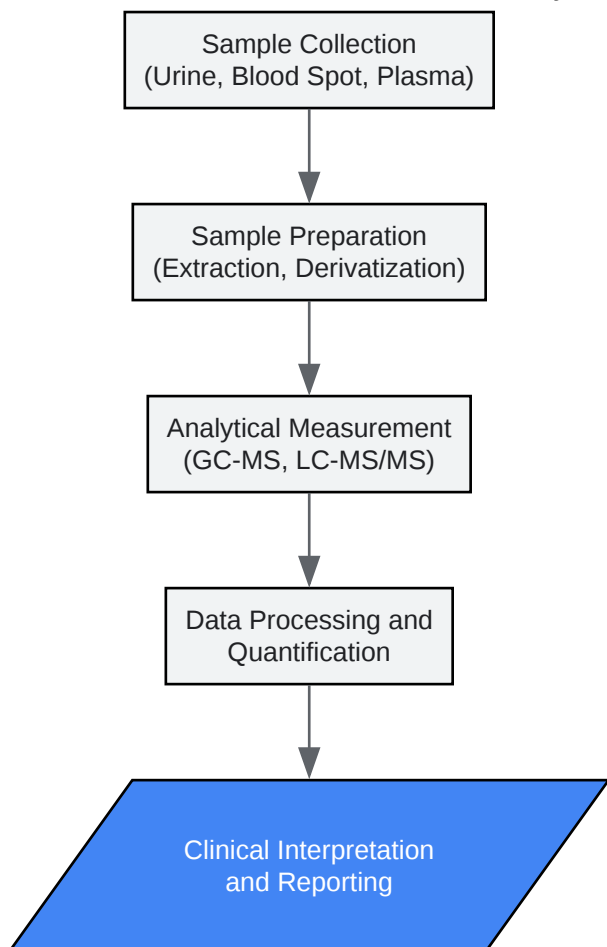 Sample Collection
(Urine, Blood Spot, Plasma)
Sample Preparation
(Extraction, Derivatization)
Analytical Measurement
(GC-MS, LC-MS/MS)
Data Processing and
Quantification
Clinical Interpretation
and Reporting